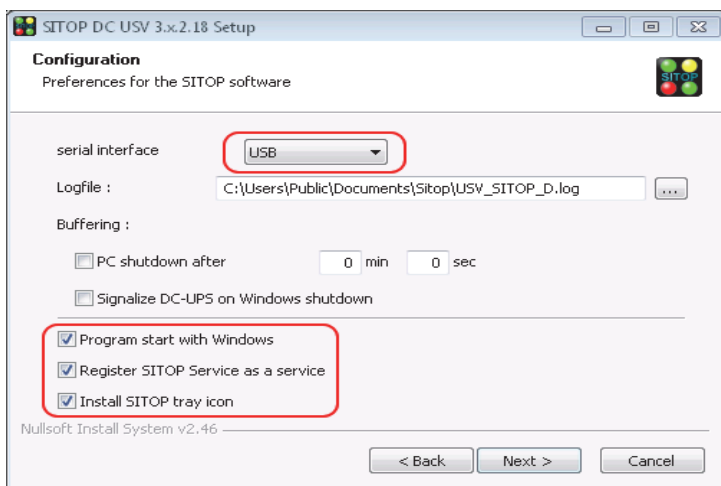 SITOP DC USV 3.x.2.18 Setup
Configuration
Preferences for the SITOP software
SITOP
serial interface USB
Logfile : C:\Users\Public\Documents\Sitop\USV_SITOP_D.log ...
Buffering :
PC shutdown after 0 min 0 sec
Signalize DC-UPS on Windows shutdown
Program start with Windows
Register SITOP Service as a service
Install SITOP tray icon
Nullsoft Install System v2.46
< Back Next > Cancel